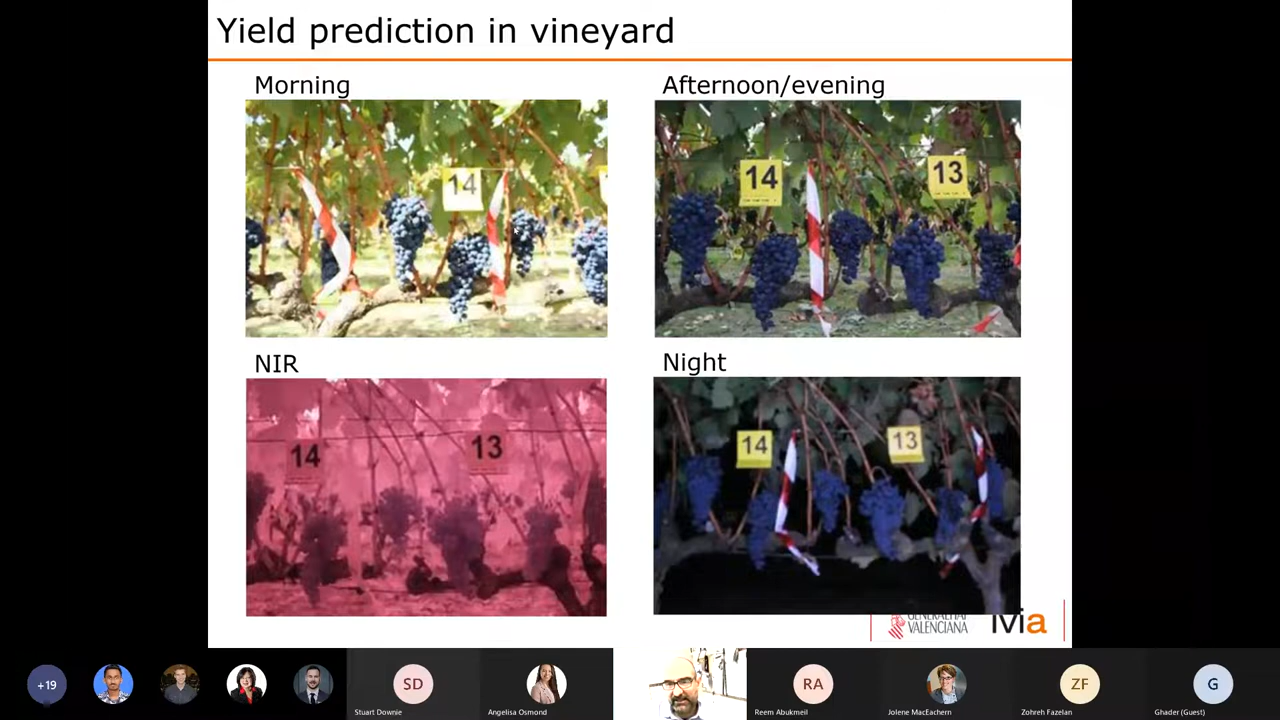 Yield prediction in vineyard
Morning
Afternoon/evening
14
14
13
NIR
Night
14
13
14
13
GENERALITAT
VALENCIANA
ivia
+19
SD
RA
ZF
G
Stuart Downie
Angelisa Osmond
Reem Abukmeil
Jolene MacEachern
Zohreh Fazelan
Ghader (Guest)